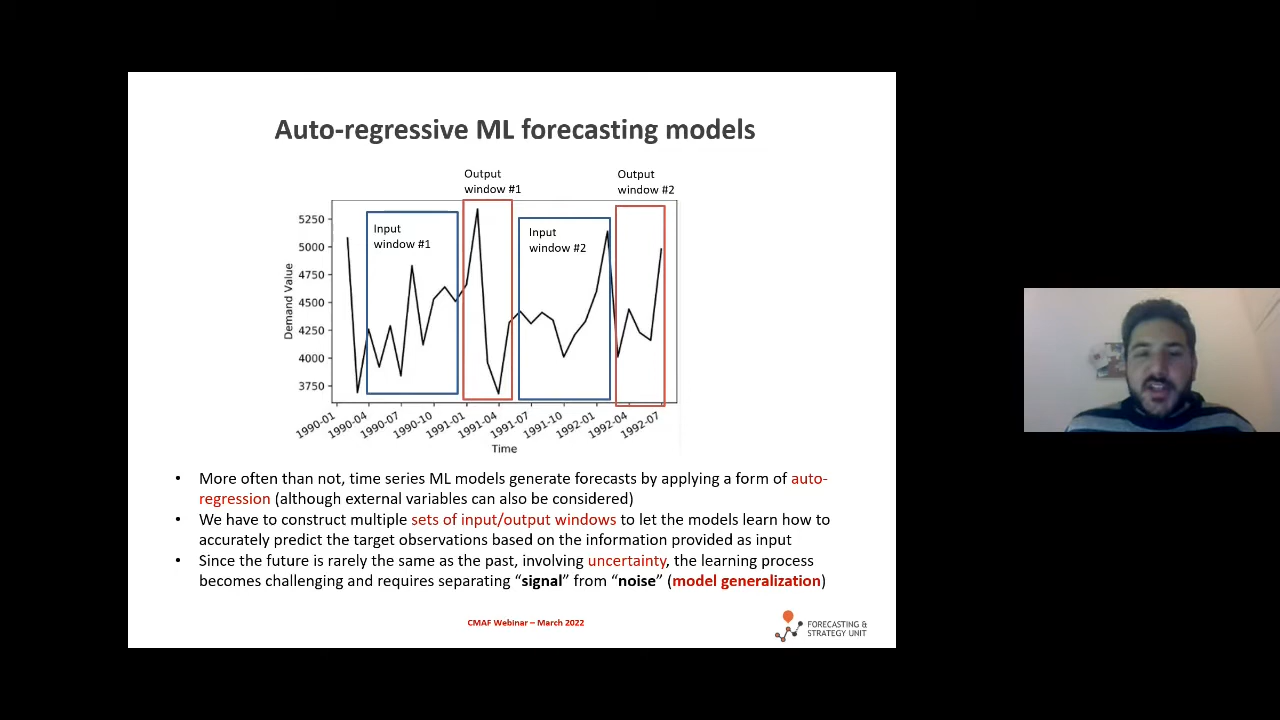 Auto-regressive ML forecasting models
Output
window #1
Output
window #2
Input
window #1
Input
window #2
5250
5000
4750
4500
4250
4000
3750
Demand Value
1990-01
1990-04
1990-07
1990-10
1991-01
1991-04
1991-07
1991-10
1992-01
1992-04
1992-07
Time
• More often than not, time series ML models generate forecasts by applying a form of auto-
regression (although external variables can also be considered)
• We have to construct multiple sets of input/output windows to let the models learn how to
accurately predict the target observations based on the information provided as input
• Since the future is rarely the same as the past, involving uncertainty, the learning process
becomes challenging and requires separating “signal” from “noise” (model generalization)
CMAF Webinar – March 2022
FORECASTING &
STRATEGY UNIT